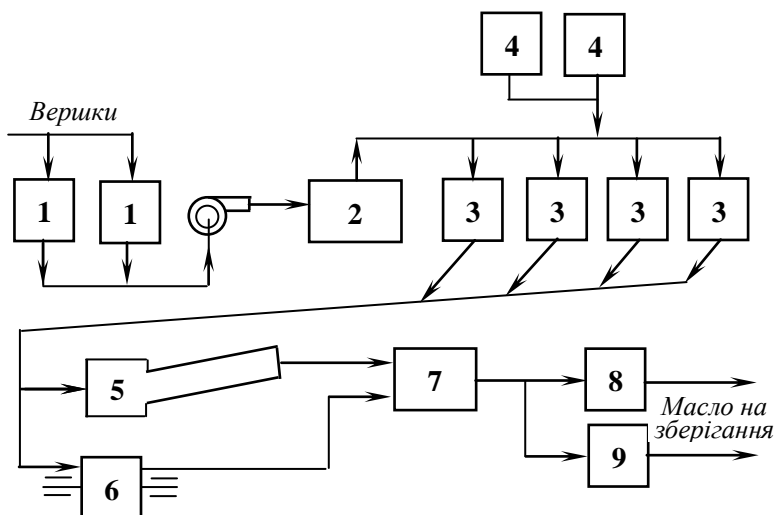 4 4
Вершки
1 1 2 3 3 3 3
5 7 8
Масло на
зберігання
6 9